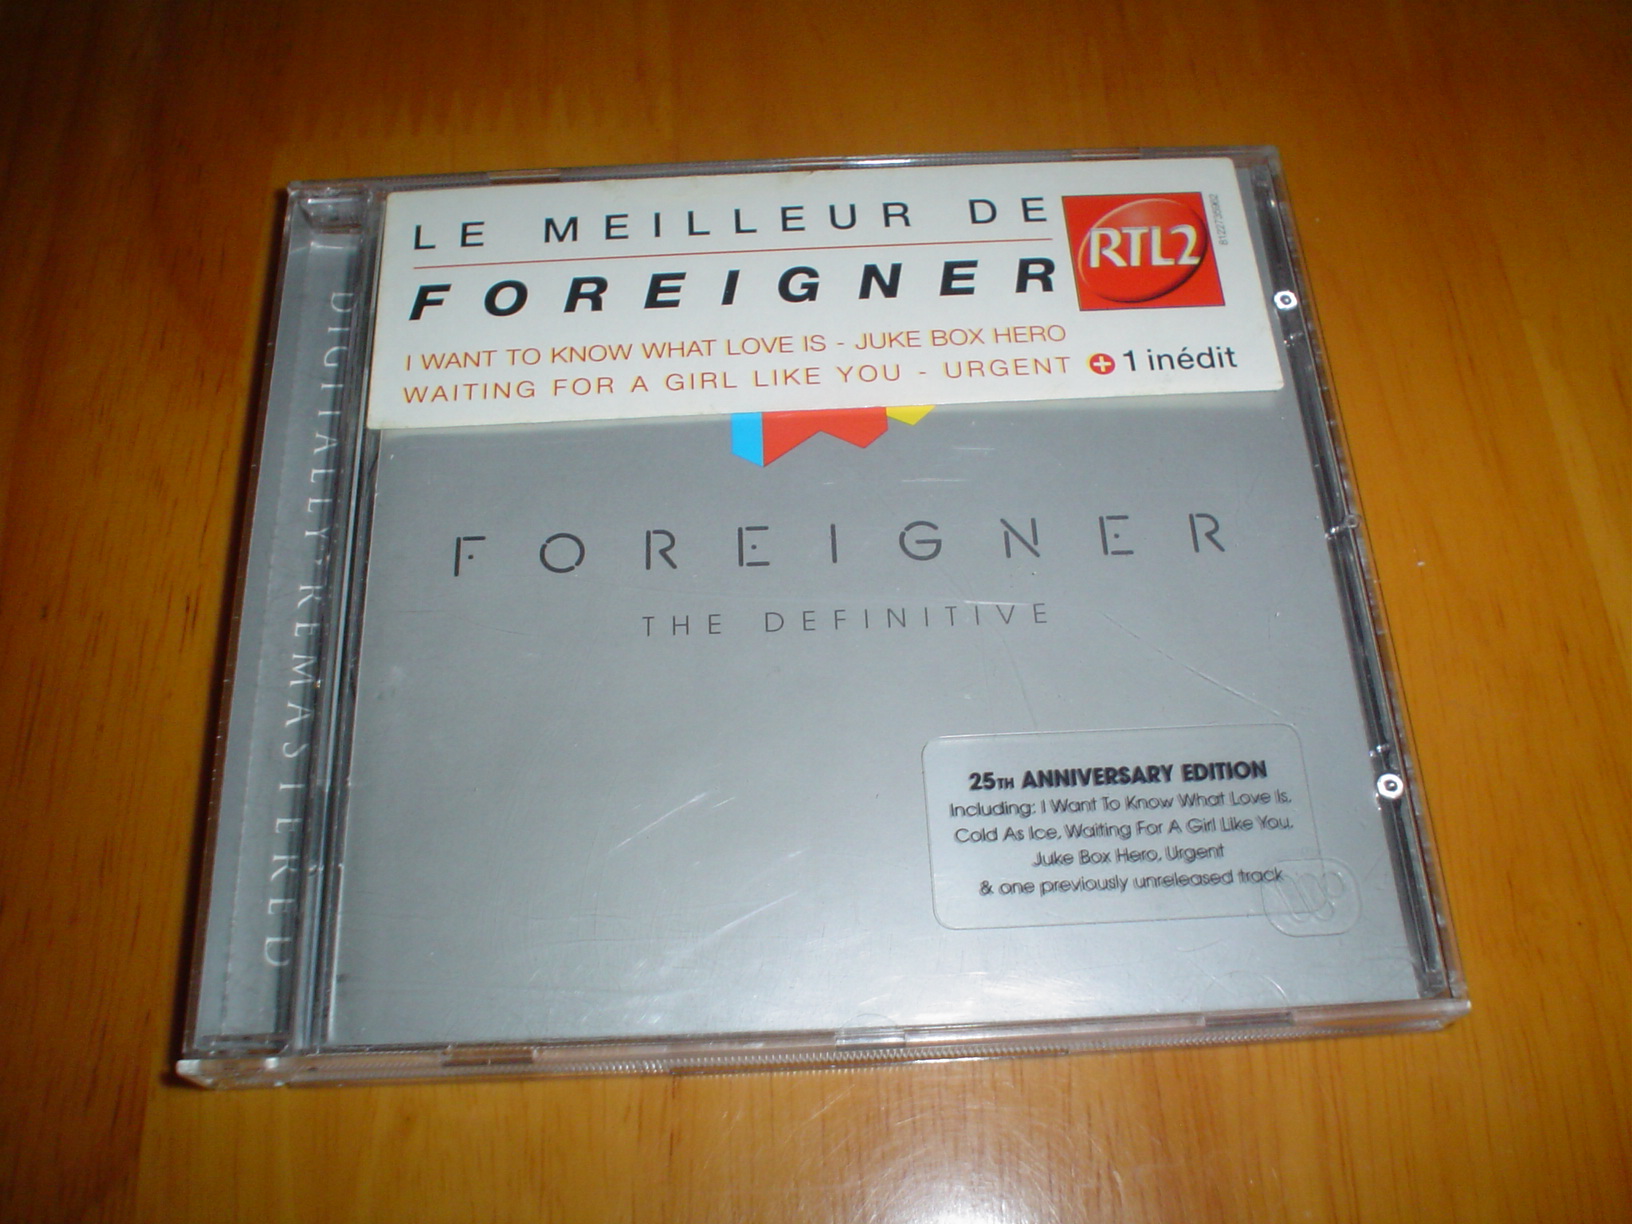 LE MEILLEUR DE
FOREIGNER
RTL2
8122735962
I WANT TO KNOW WHAT LOVE IS - JUKE BOX HERO
WAITING FOR A GIRL LIKE YOU - URGENT + 1 inédit
FOREIGNER
THE DEFINITIVE
25TH ANNIVERSARY EDITION
Including: I Want To Know What Love Is,
Cold As Ice, Waiting For A Girl Like You,
Juke Box Hero, Urgent
& one previously unreleased track
DIGITALLY REMASTERED